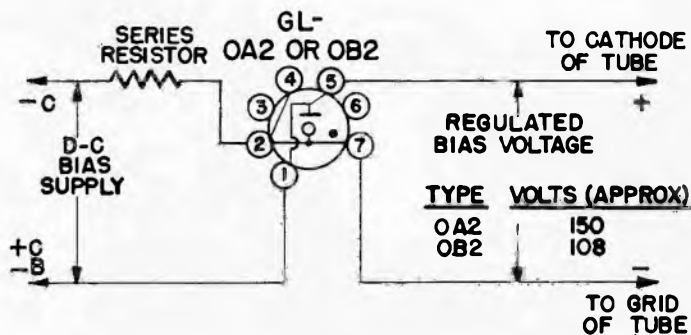 SERIES
RESISTOR
GL-
OA2 OR OB2
TO CATHODE
OF TUBE
-C
+
4
5
3
6
2
7
1
D-C
BIAS
SUPPLY
REGULATED
BIAS VOLTAGE
TYPE VOLTS (APPROX)
OA2 150
OB2 108
+C
-B
-
TO GRID
OF TUBE